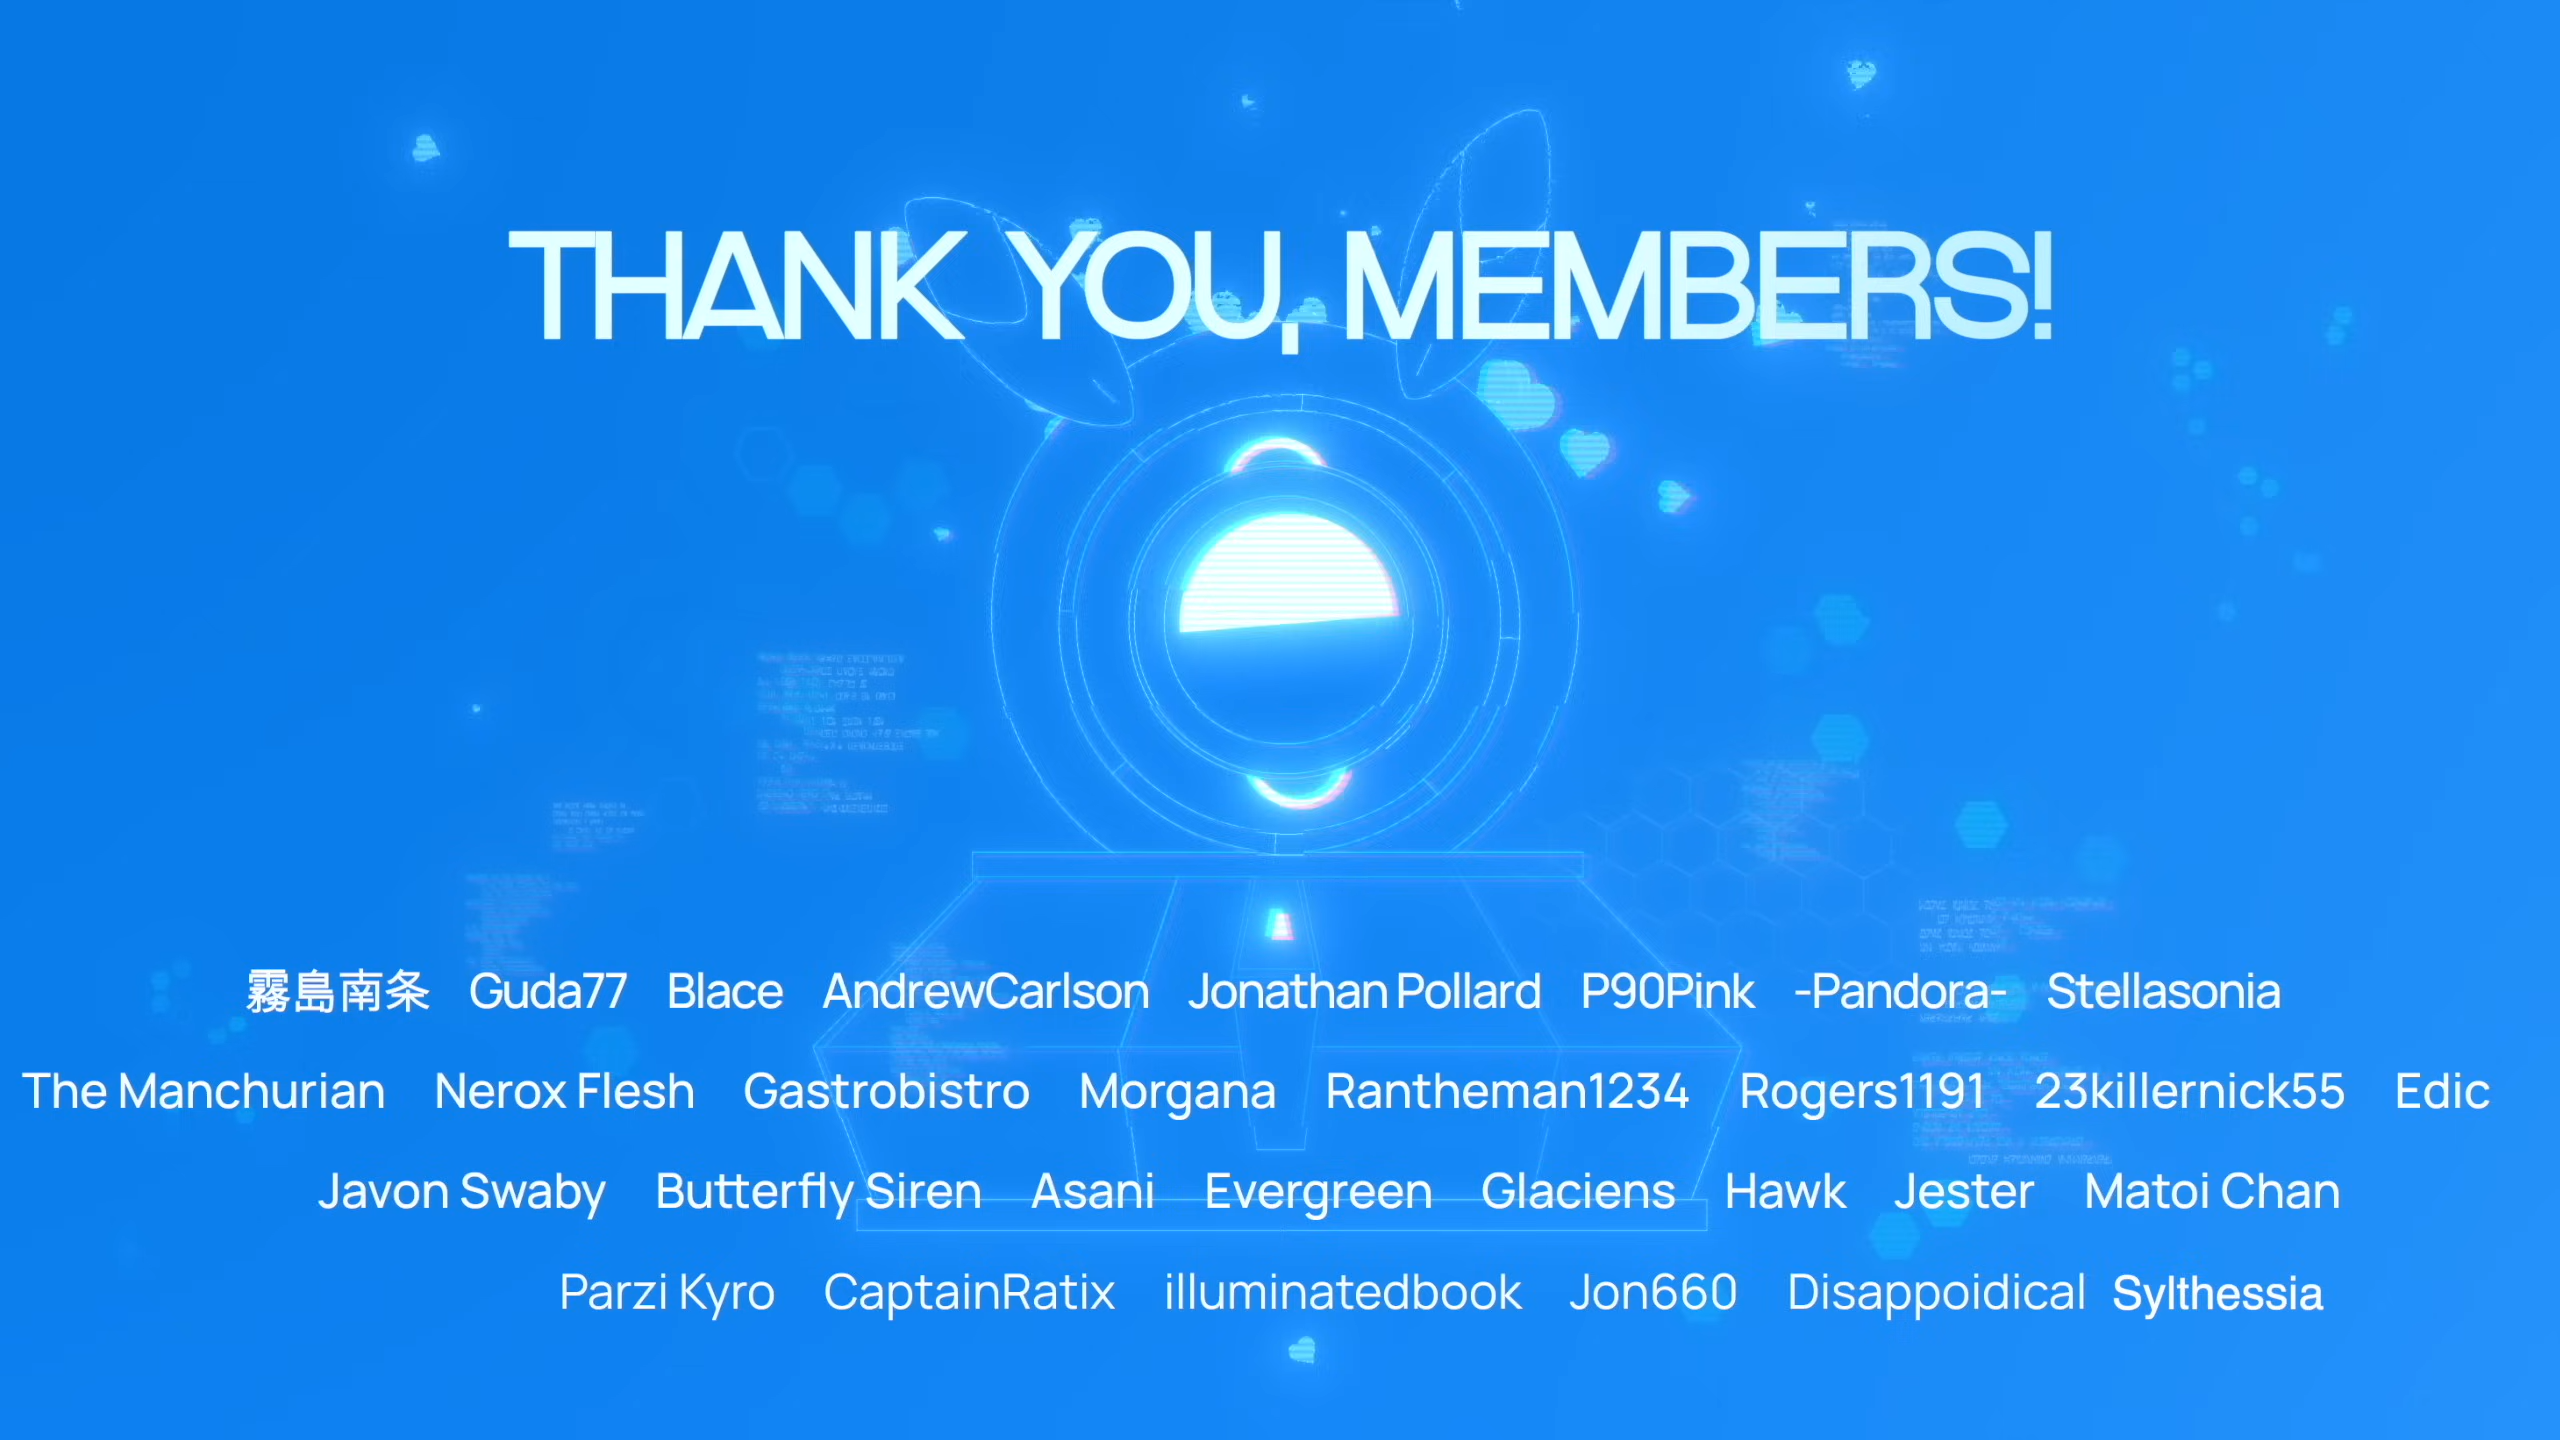 THANK YOU, MEMBERS!
霧島南条 Guda77 Blace AndrewCarlson Jonathan Pollard P90Pink -Pandora- Stellasonia
The Manchurian Nerox Flesh Gastrobistro Morgana Rantheman1234 Rogers1191 23killernick55 Edic
Javon Swaby Butterfly Siren Asani Evergreen Glaciens Hawk Jester Matoi Chan
Parzi Kyro CaptainRatix illuminatedbook Jon660 Disappoidical Sylthessia